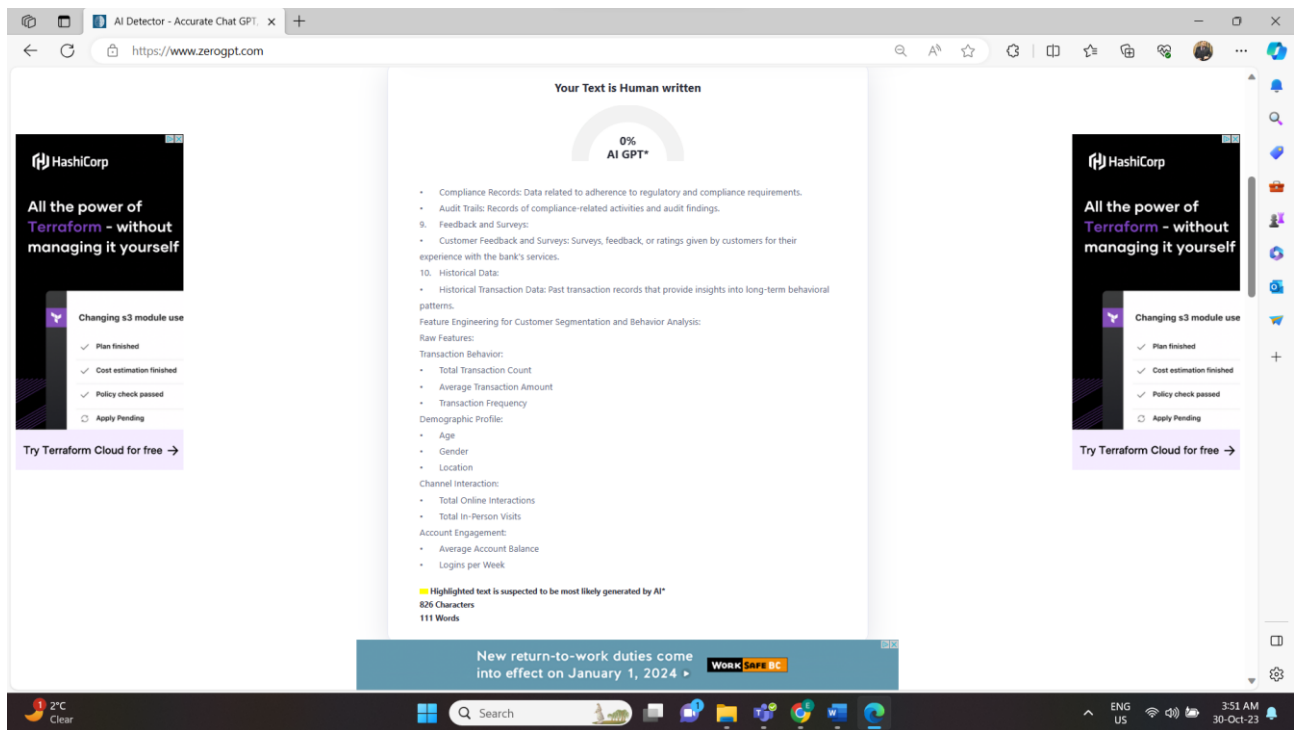 AI Detector - Accurate Chat GPT,
https://www.zerogpt.com
Your Text is Human written
0%
AI GPT*
• Compliance Records: Data related to adherence to regulatory and compliance requirements.
• Audit Trails: Records of compliance-related activities and audit findings.
9. Feedback and Surveys:
• Customer Feedback and Surveys: Surveys, feedback, or ratings given by customers for their
experience with the bank's services.
10. Historical Data:
• Historical Transaction Data: Past transaction records that provide insights into long-term behavioral
patterns.
Feature Engineering for Customer Segmentation and Behavior Analysis:
Raw Features:
Transaction Behavior:
• Total Transaction Count
• Average Transaction Amount
• Transaction Frequency
Demographic Profile:
• Age
• Gender
• Location
Channel Interaction:
• Total Online Interactions
• Total In-Person Visits
Account Engagement:
• Average Account Balance
• Logins per Week
Highlighted text is suspected to be most likely generated by AI*
826 Characters
111 Words
HashiCorp
All the power of
Terraform - without
managing it yourself
Changing s3 module use
Plan finished
Cost estimation finished
Policy check passed
Apply Pending
Try Terraform Cloud for free →
HashiCorp
All the power of
Terraform - without
managing it yourself
Changing s3 module use
Plan finished
Cost estimation finished
Policy check passed
Apply Pending
Try Terraform Cloud for free →
New return-to-work duties come
into effect on January 1, 2024
WORK SAFE BC
1
2°C
Clear
Search
ENG
US
3:51 AM
30-Oct-23